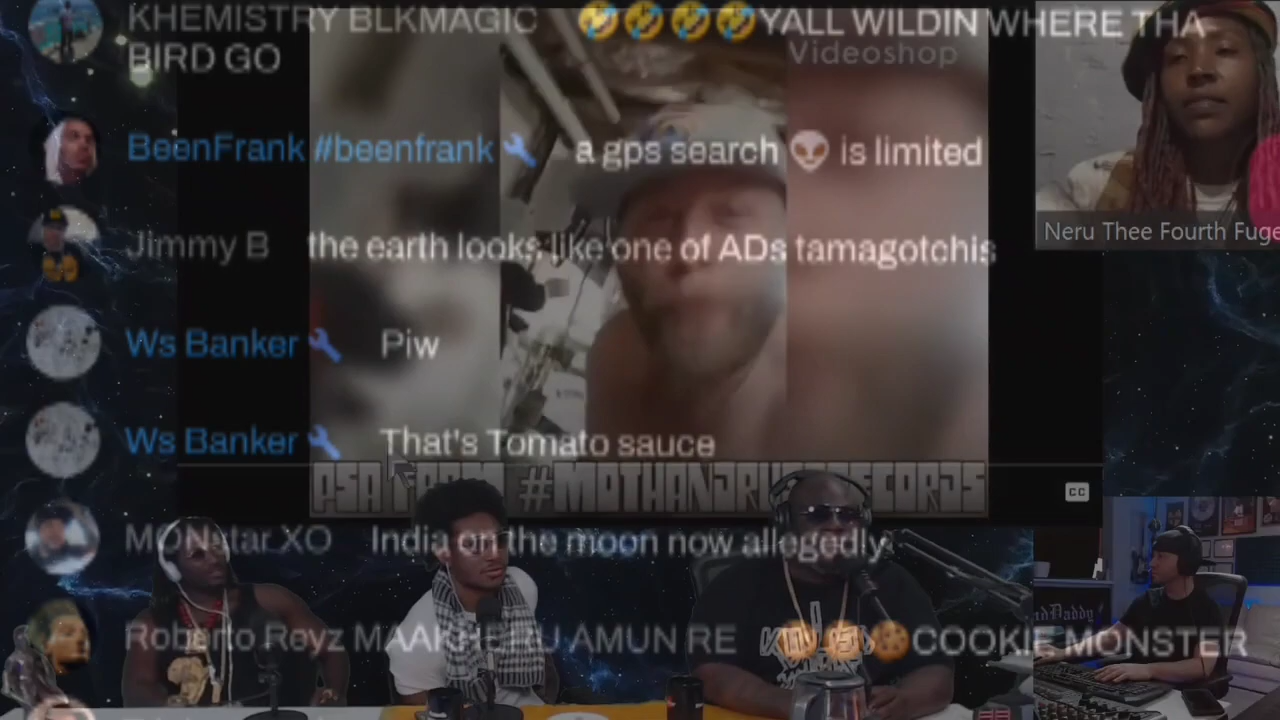 KHEMISTRY BLKMAGIC 🤣🤣🤣🤣YALL WILDIN WHERE THA
BIRD GO
Videoshop
BeenFrank #beenfrank 🔧 a gps search 👽 is limited
Neru Thee Fourth Fuge
Jimmy B the earth looks like one of ADs tamagotchis
Ws Banker 🔧 Piw
Ws Banker 🔧 That's Tomato sauce
PSA #MOTHANDRU RECORDS
CC
MONstar XO India on the moon now allegedly
Roberto Reyz MAAKHERU AMUN RE 🍪🍪🍪COOKIE MONSTER